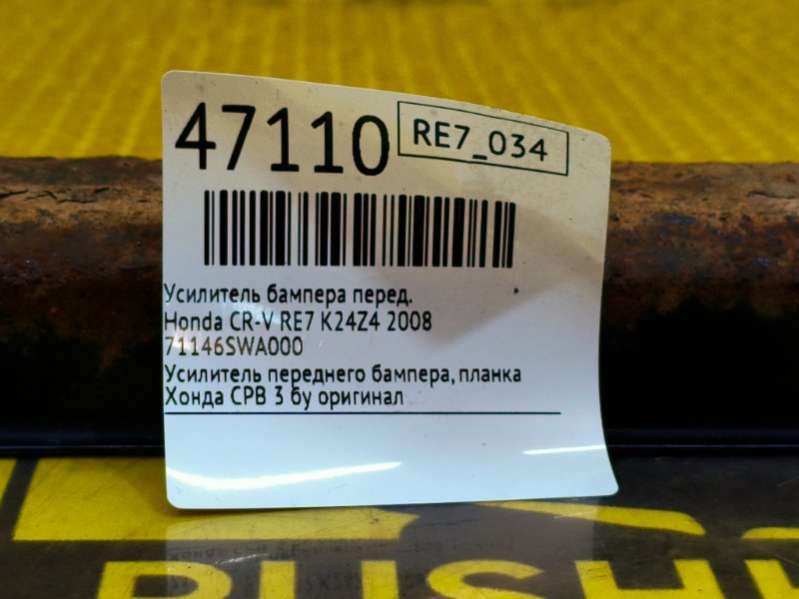 47110
RE7_034
Усилитель бампера перед.
Honda CR-V RE7 K24Z4 2008
71146SWA000
Усилитель переднего бампера, планка
Хонда СРВ 3 бу оригинал